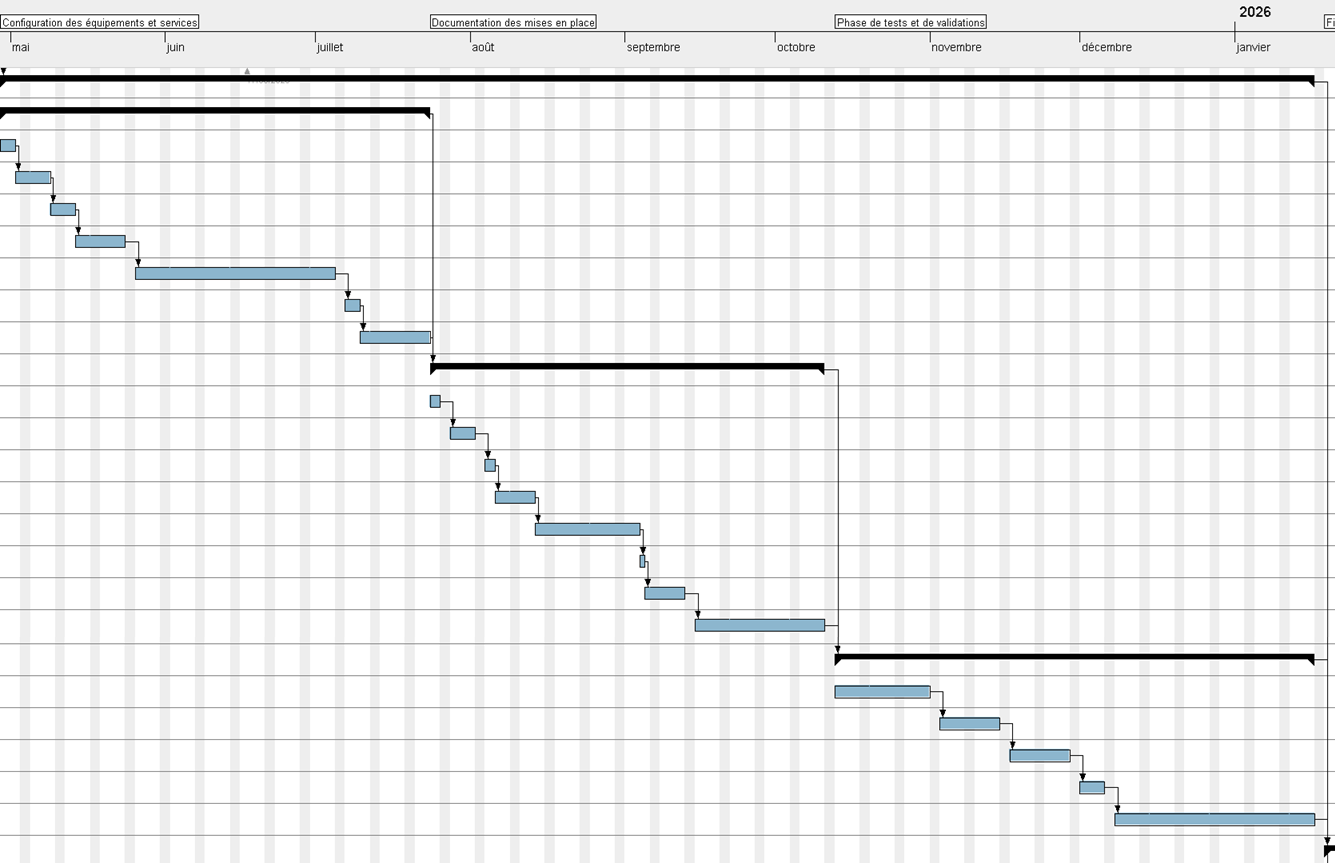 2026
Configuration des équipements et services
Documentation des mises en place
Phase de tests et de validations
Fi
mai
juin
juillet
août
septembre
octobre
novembre
décembre
janvier